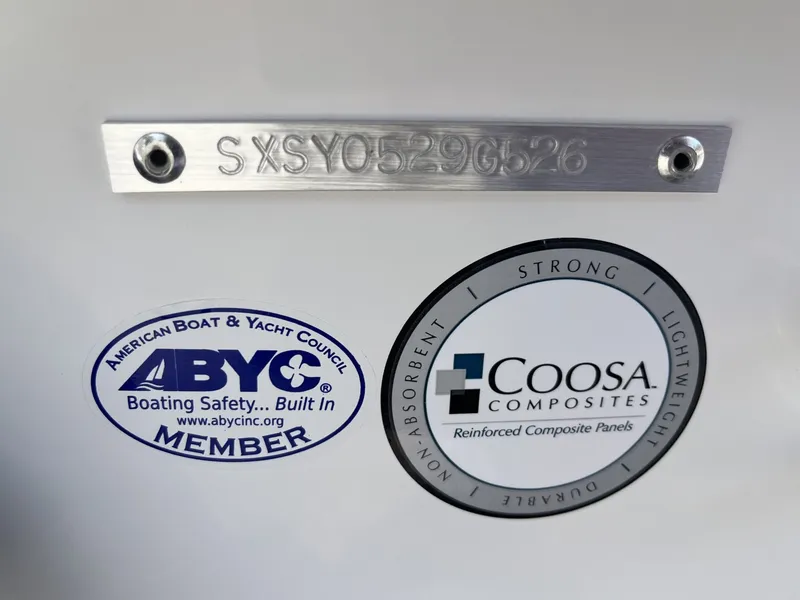 SXSY0529G526
AMERICAN BOAT & YACHT COUNCIL
ABYC®
Boating Safety... Built In
www.abycinc.org
MEMBER
NON-ABSORBENT | STRONG | LIGHTWEIGHT | DURABLE |
COOSA™
COMPOSITES
Reinforced Composite Panels